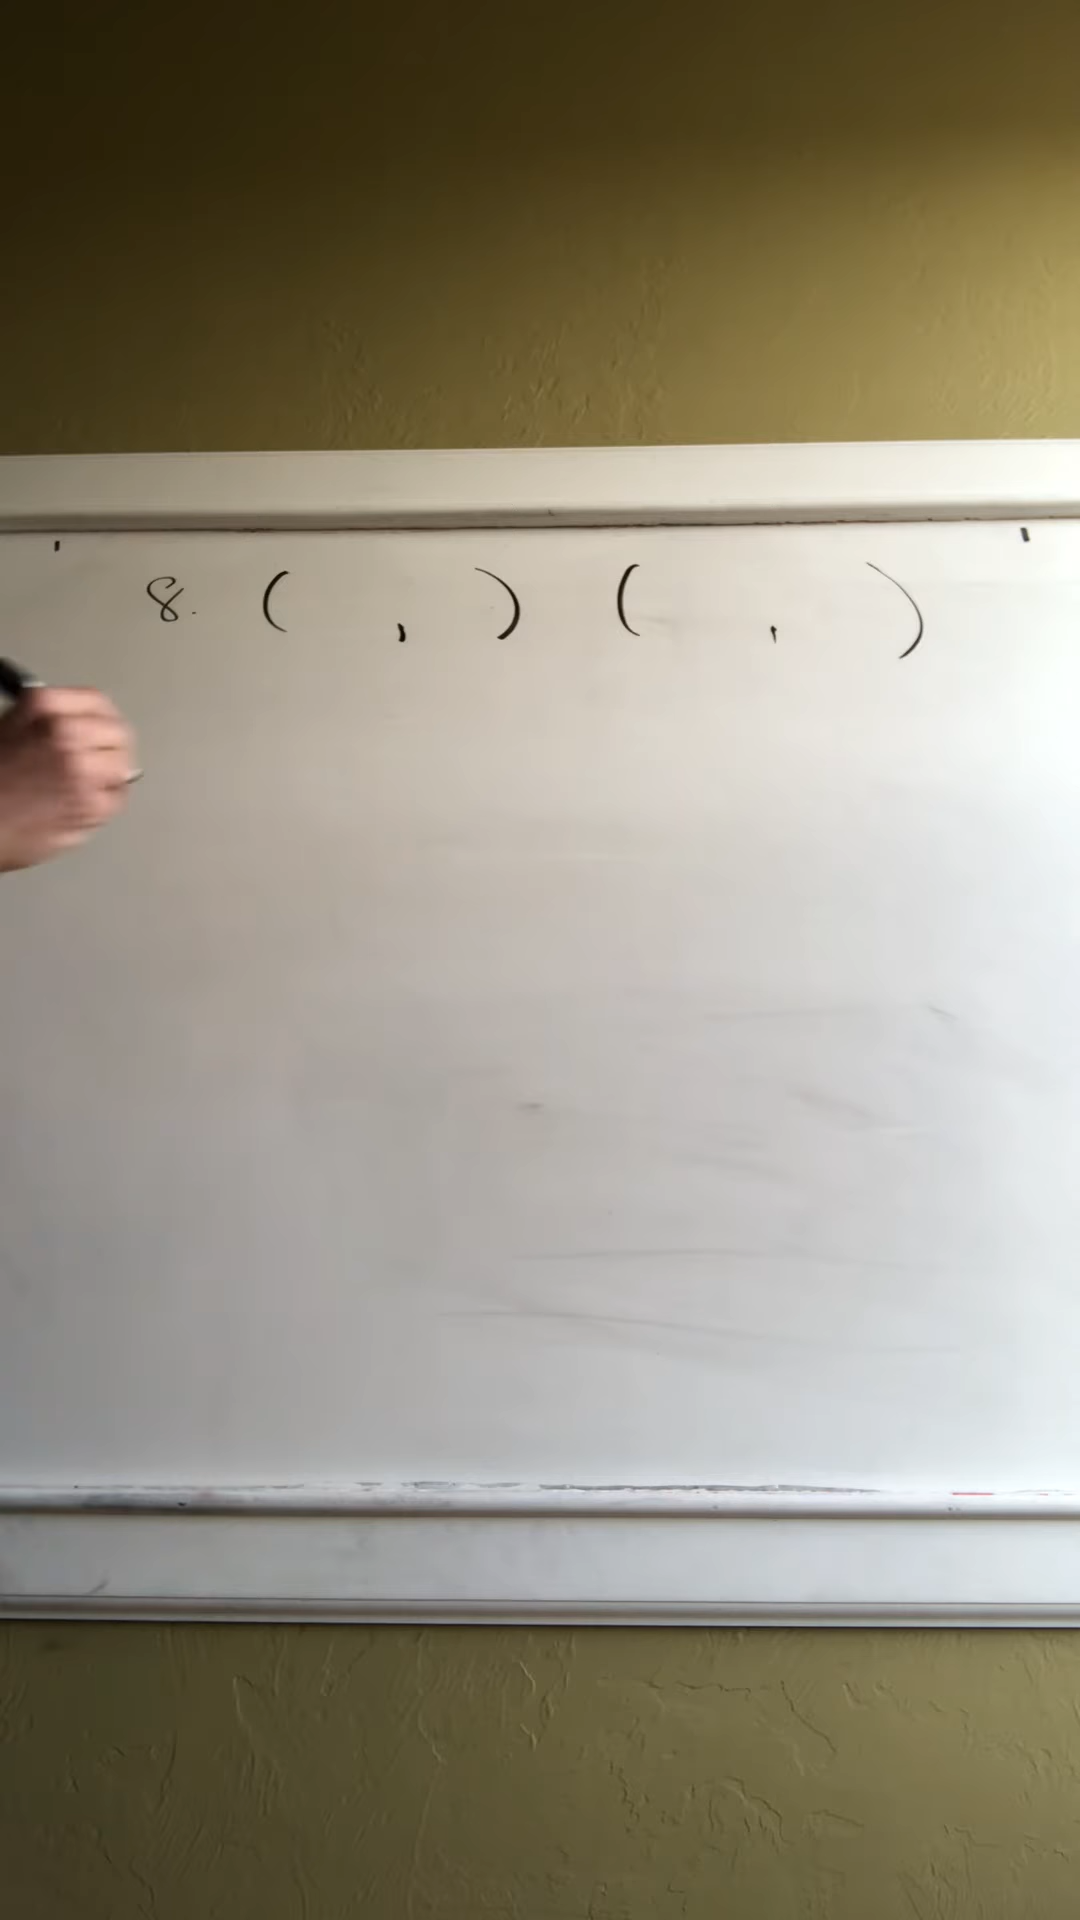 8. ( , ) ( , )